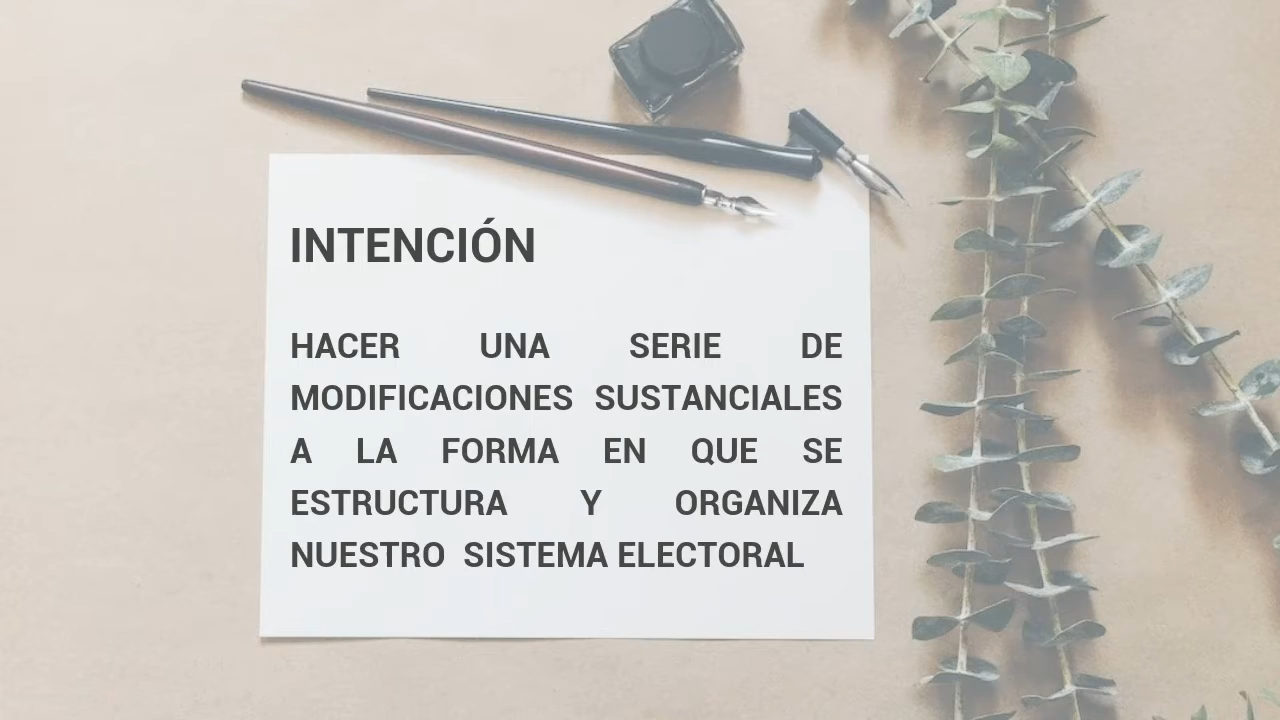 INTENCIÓN
HACER UNA SERIE DE
MODIFICACIONES SUSTANCIALES
A LA FORMA EN QUE SE
ESTRUCTURA Y ORGANIZA
NUESTRO SISTEMA ELECTORAL